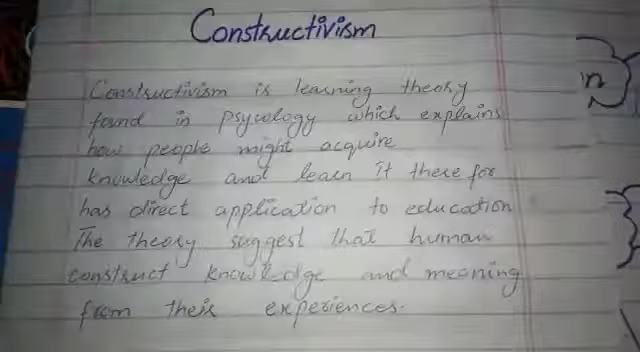 Constructivism
Constructivism is learning theory
found in psycology which explains
how people might acquire
knowledge and learn it there for
has direct application to education
The theory suggest that human
construct knowledge and meaning
from their experiences.
n